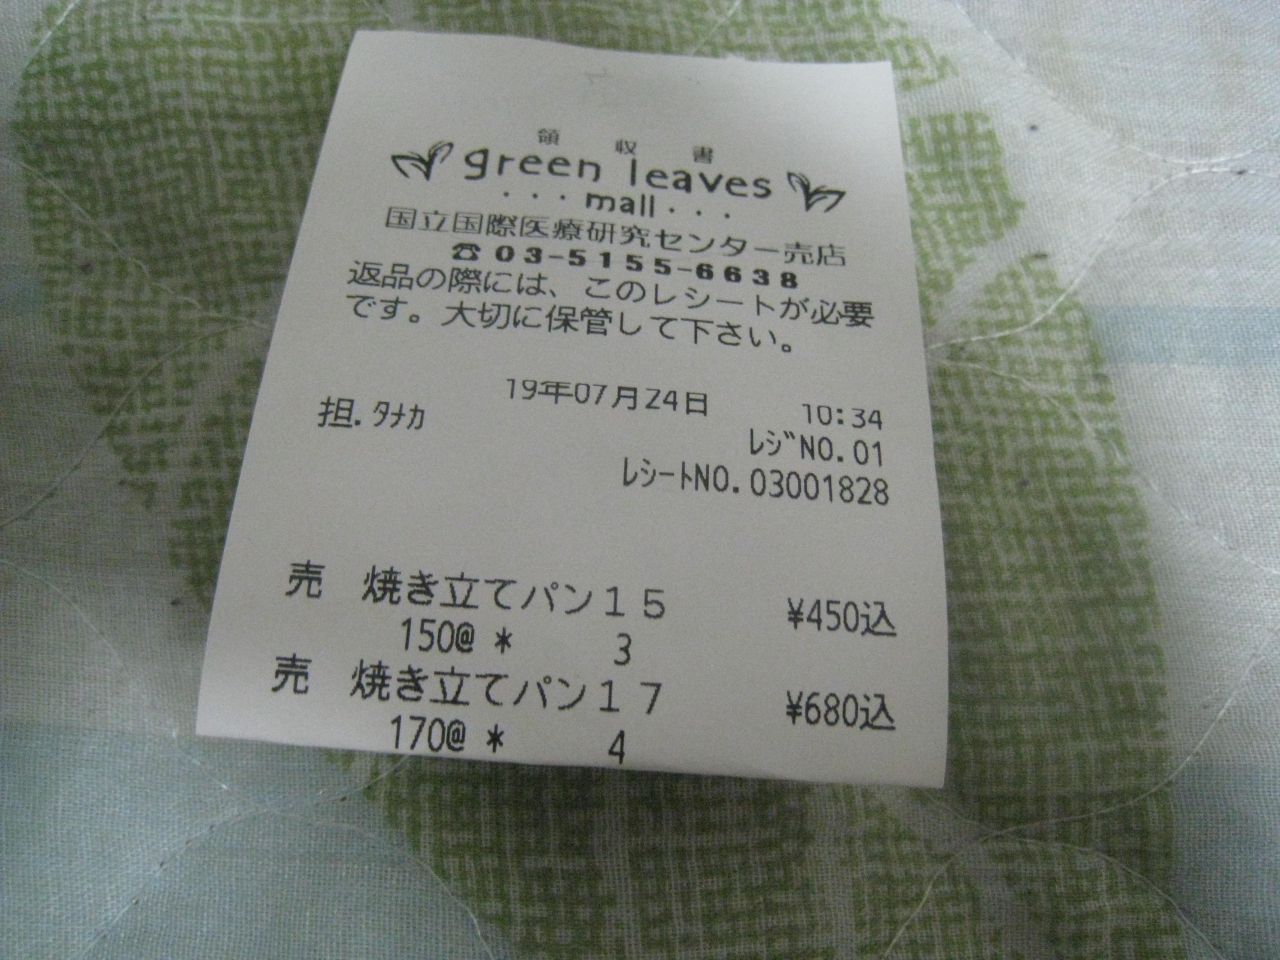 領収書
green leaves
・・・mall・・・
国立国際医療研究センター売店
☎03-5155-6638
返品の際には、このレシートが必要
です。大切に保管して下さい。
19年07月24日 10:34
担.ﾀﾅｶ
ﾚｼﾞNO.01
ﾚｼｰﾄNO.03001828
売 焼き立てパン１５ ¥450込
150@ * 3
売 焼き立てパン１７ ¥680込
170@ * 4